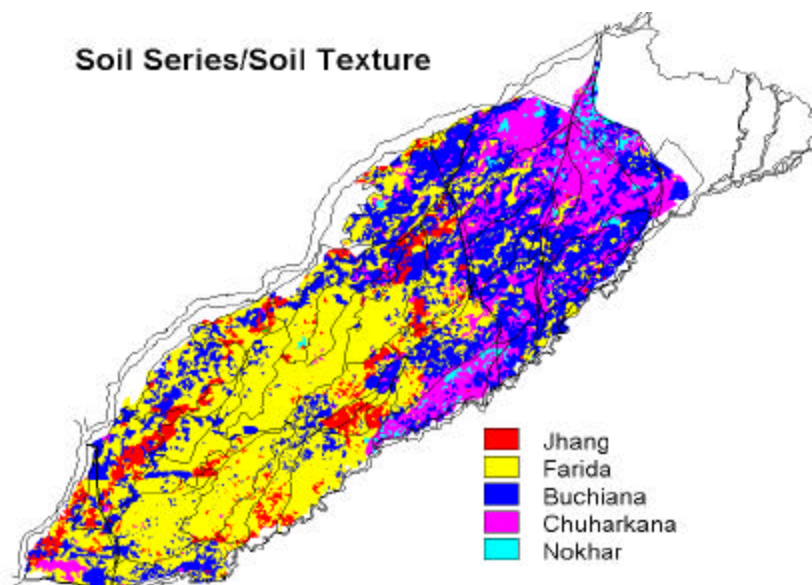 Soil Series/Soil Texture
Jhang
Farida
Buchiana
Chuharkana
Nokhar